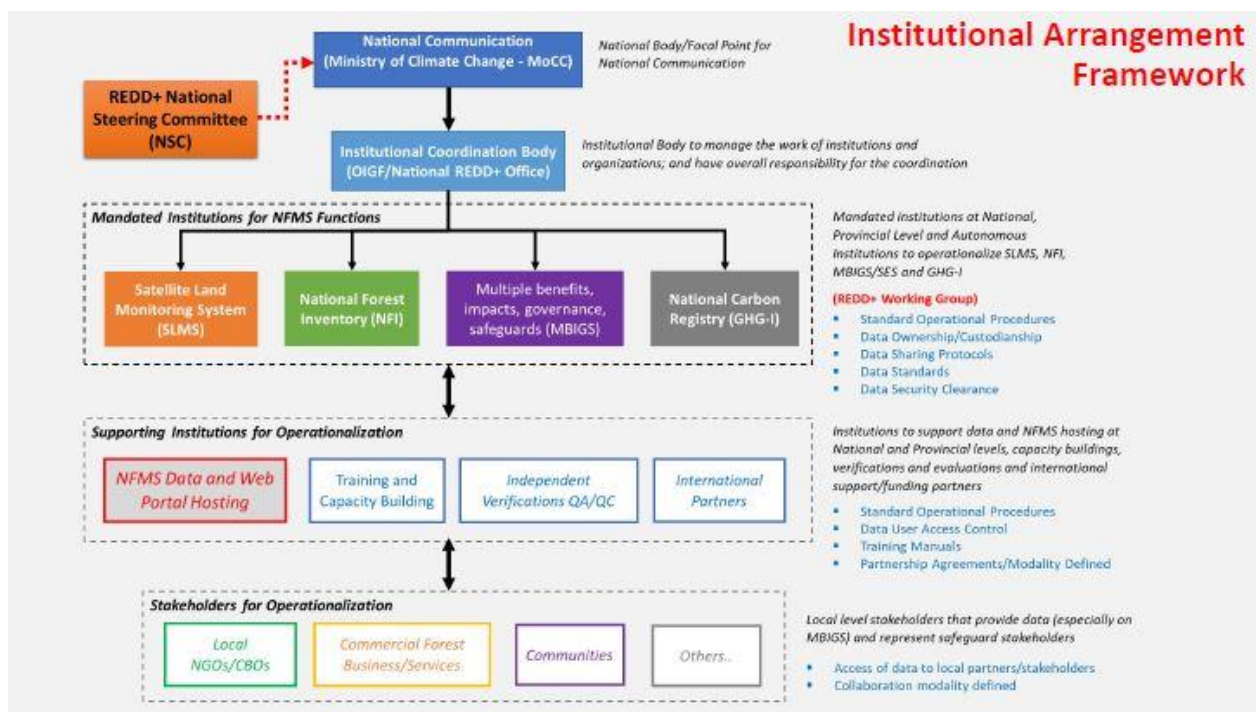 Institutional Arrangement
Framework
National Communication
(Ministry of Climate Change - MoCC)
National Body/Focal Point for
National Communication
REDD+ National
Steering Committee
(NSC)
Institutional Coordination Body
(OIGF/National REDD+ Office)
Institutional Body to manage the work of institutions and
organizations; and have overall responsibility for the coordination
Mandated Institutions for NFMS Functions
Satellite Land
Monitoring System
(SLMS)
National Forest
Inventory (NFI)
Multiple benefits,
impacts, governance,
safeguards (MBIGS)
National Carbon
Registry (GHG-I)
Mandated institutions at National,
Provincial Level and Autonomous
Institutions to operationalize SLMS, NFI,
MBIGS/SES and GHG-I
(REDD+ Working Group)
Standard Operational Procedures
Data Ownership/Custodianship
Data Sharing Protocols
Data Standards
Data Security Clearance
Supporting Institutions for Operationalization
NFMS Data and Web
Portal Hosting
Training and
Capacity Building
Independent
Verifications QA/QC
International
Partners
Institutions to support data and NFMS hosting at
National and Provincial levels, capacity buildings,
verifications and evaluations and international
support/funding partners
Standard Operational Procedures
Data User Access Control
Training Manuals
Partnership Agreements/Modality Defined
Stakeholders for Operationalization
Local
NGOs/CBOs
Commercial Forest
Business/Services
Communities
Others..
Local level stakeholders that provide data (especially on
MBIGS) and represent safeguard stakeholders
Access of data to local partners/stakeholders
Collaboration modality defined